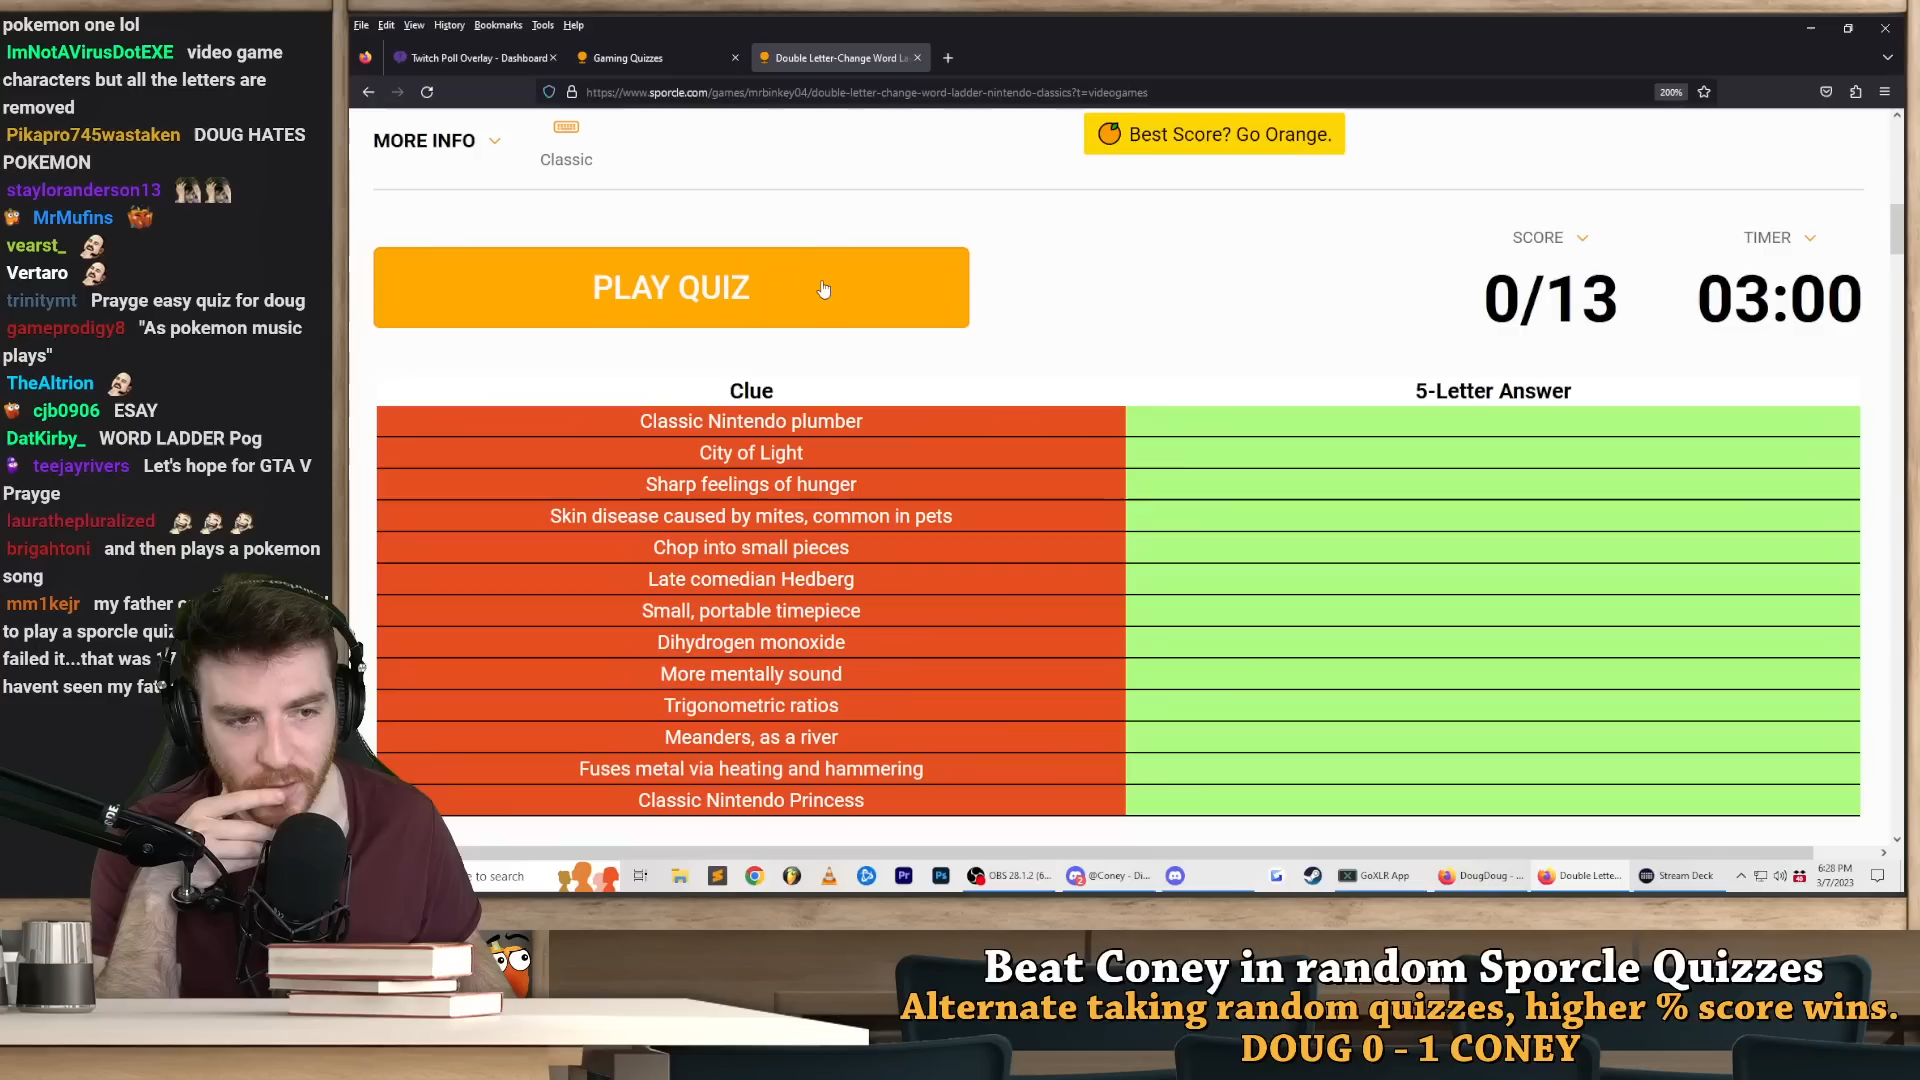 pokemon one lol
ImNotAVirusDotEXE video game
characters but all the letters are
removed
Pikapro745wastaken DOUG HATES
POKEMON
stayloranderson13
MrMufins
vearst_
Vertaro
trinitymt Prayge easy quiz for doug
gameprodigy8 "As pokemon music
plays"
TheAltrion
cjb0906 ESAY
DatKirby_ WORD LADDER Pog
teejayrivers Let's hope for GTA V
Prayge
laurathepluralized
brigahtoni and then plays a pokemon
song
mm1kejr my father
to play a sporcle quiz
failed it...that was
havent seen my
File Edit View History Bookmarks Tools Help
Twitch Poll Overlay - Dashboard
Gaming Quizzes
Double Letter-Change Word La
https://www.sporcle.com/games/mrbinkey04/double-letter-change-word-ladder-nintendo-classics?t=videogames
200%
MORE INFO
Classic
Best Score? Go Orange.
PLAY QUIZ
SCORE
0/13
TIMER
03:00
Clue
5-Letter Answer
Classic Nintendo plumber
City of Light
Sharp feelings of hunger
Skin disease caused by mites, common in pets
Chop into small pieces
Late comedian Hedberg
Small, portable timepiece
Dihydrogen monoxide
More mentally sound
Trigonometric ratios
Meanders, as a river
Fuses metal via heating and hammering
Classic Nintendo Princess
e to search
OBS 28.1.2 (6...
@Coney - Di...
GoXLR App
DougDoug - ...
Double Lette...
Stream Deck
6:28 PM
3/7/2023
Beat Coney in random Sporcle Quizzes
Alternate taking random quizzes, higher % score wins.
DOUG 0 - 1 CONEY